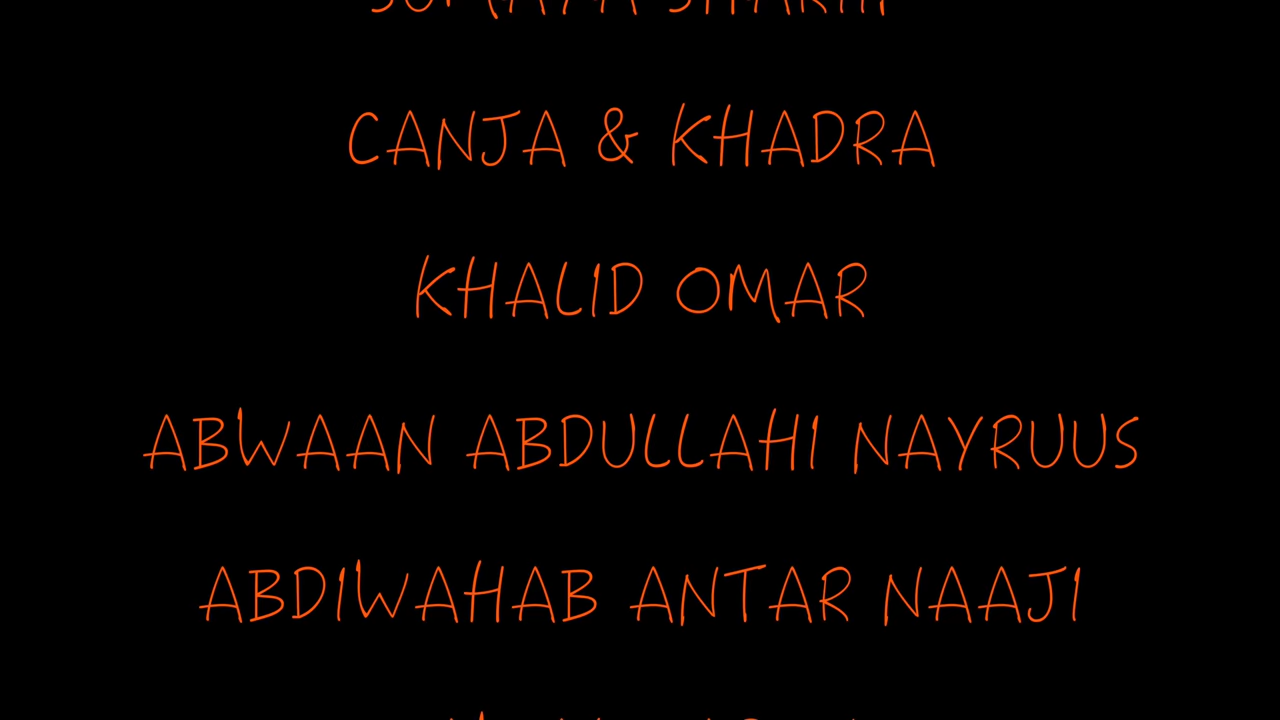 CANJA & KHADRA
KHALID OMAR
ABWAAN ABDULLAHI NAYRUUS
ABDIWAHAB ANTAR NAAJI